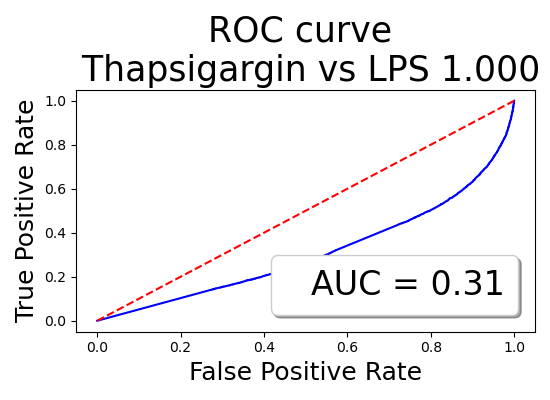 ROC curve
Thapsigargin vs LPS 1.000
True Positive Rate
1.0
0.8
0.6
0.4
0.2
0.0
AUC = 0.31
0.0 0.2 0.4 0.6 0.8 1.0
False Positive Rate